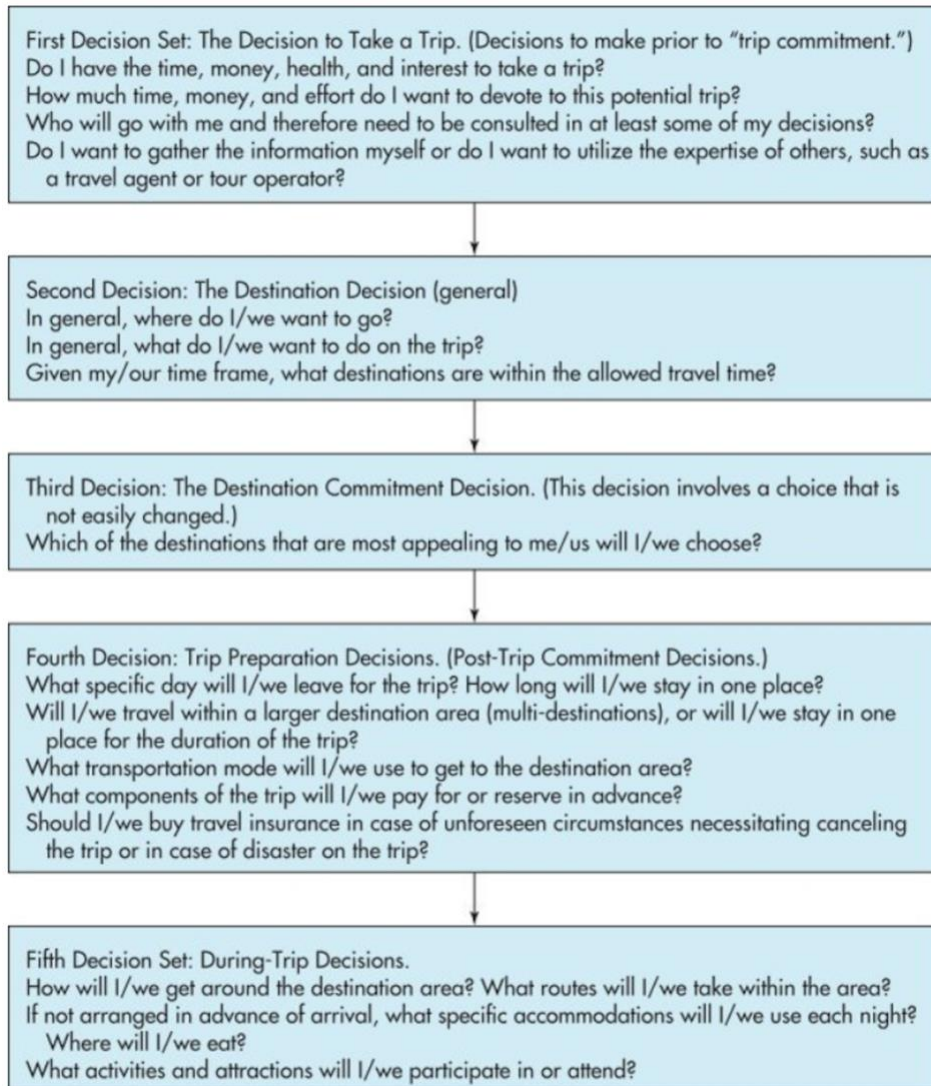 First Decision Set: The Decision to Take a Trip. (Decisions to make prior to “trip commitment.”)
Do I have the time, money, health, and interest to take a trip?
How much time, money, and effort do I want to devote to this potential trip?
Who will go with me and therefore need to be consulted in at least some of my decisions?
Do I want to gather the information myself or do I want to utilize the expertise of others, such as
a travel agent or tour operator?
Second Decision: The Destination Decision (general)
In general, where do I/we want to go?
In general, what do I/we want to do on the trip?
Given my/our time frame, what destinations are within the allowed travel time?
Third Decision: The Destination Commitment Decision. (This decision involves a choice that is
not easily changed.)
Which of the destinations that are most appealing to me/us will I/we choose?
Fourth Decision: Trip Preparation Decisions. (Post-Trip Commitment Decisions.)
What specific day will I/we leave for the trip? How long will I/we stay in one place?
Will I/we travel within a larger destination area (multi-destinations), or will I/we stay in one
place for the duration of the trip?
What transportation mode will I/we use to get to the destination area?
What components of the trip will I/we pay for or reserve in advance?
Should I/we buy travel insurance in case of unforeseen circumstances necessitating canceling
the trip or in case of disaster on the trip?
Fifth Decision Set: During-Trip Decisions.
How will I/we get around the destination area? What routes will I/we take within the area?
If not arranged in advance of arrival, what specific accommodations will I/we use each night?
Where will I/we eat?
What activities and attractions will I/we participate in or attend?